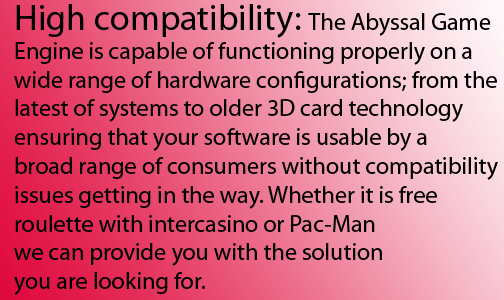 High compatibility: The Abyssal Game
Engine is capable of functioning properly on a
wide range of hardware configurations; from the
latest of systems to older 3D card technology
ensuring that your software is usable by a
broad range of consumers without compatibility
issues getting in the way. Whether it is free
roulette with intercasino or Pac-Man
we can provide you with the solution
you are looking for.